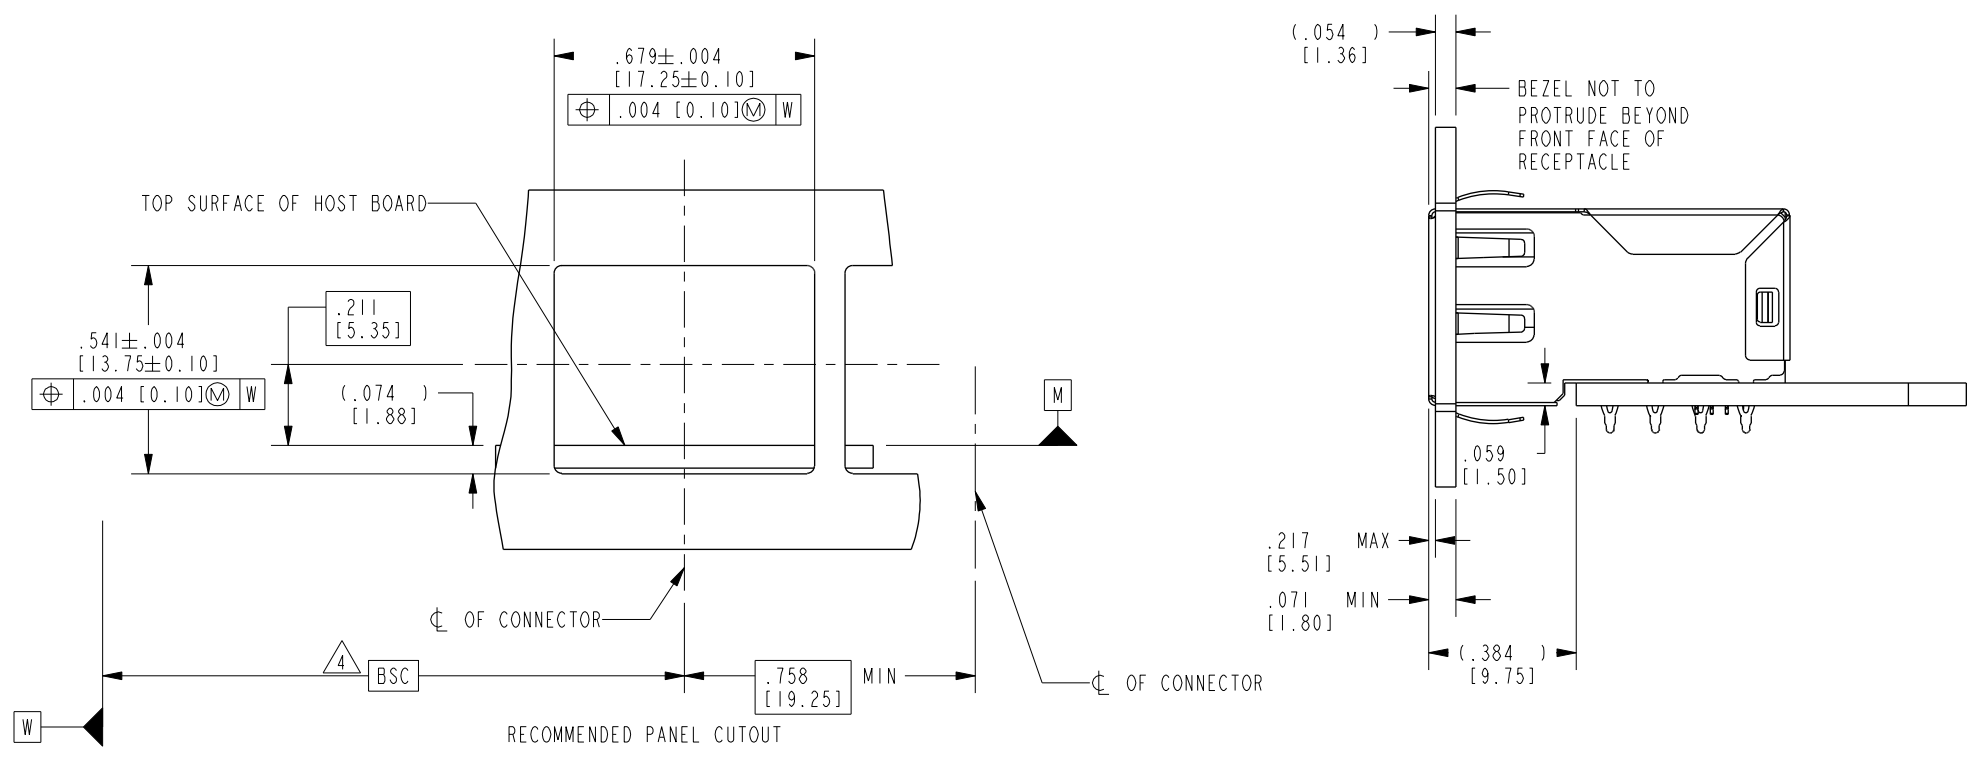 .679±.004
[17.25±0.10]
⌖ .004 [0.10]Ⓜ W
TOP SURFACE OF HOST BOARD
.211
[5.35]
.541±.004
[13.75±0.10]
⌖ .004 [0.10]Ⓜ W
(.074 )
[1.88]
M
℄ OF CONNECTOR
4
BSC
.758 MIN
[19.25]
℄ OF CONNECTOR
W
RECOMMENDED PANEL CUTOUT
(.054 )
[1.36]
BEZEL NOT TO
PROTRUDE BEYOND
FRONT FACE OF
RECEPTACLE
.059
[1.50]
.217 MAX
[5.51]
.071 MIN
[1.80]
(.384 )
[9.75]